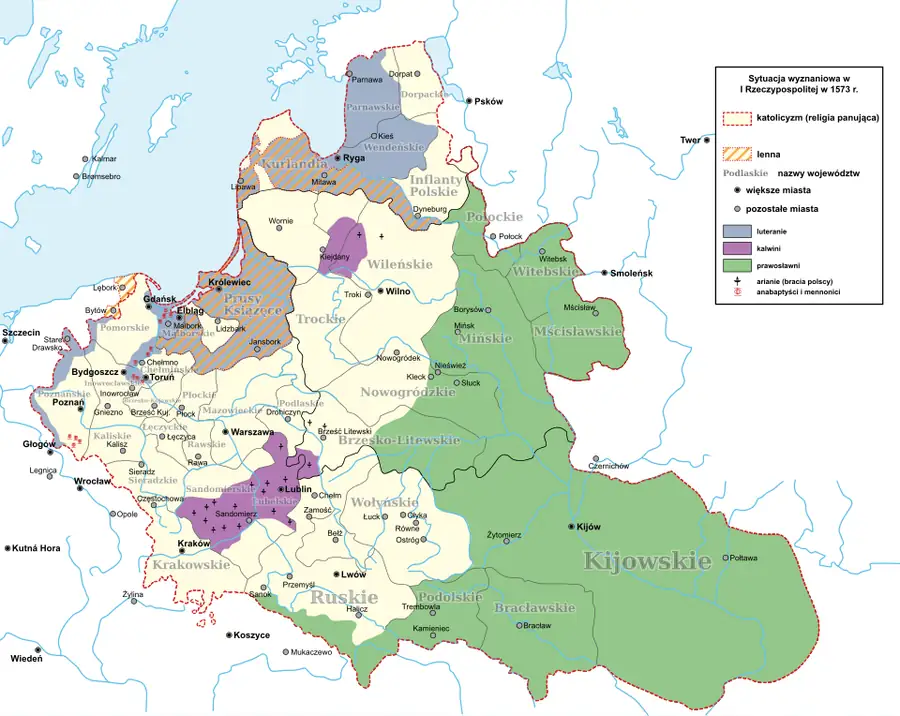 Sytuacja wyznaniowa w
I Rzeczypospolitej w 1573 r.
katolicyzm (religia panująca)
lenna
Podlaskie nazwy województw
większe miasta
pozostałe miasta
luteranie
kalwini
prawosławni
arianie (bracia polscy)
anabaptyści i mennonici
Parnawa
Dorpat
Dorpackie
Parnawskie
Psków
Kieś
Wendeńskie
Twer
Kalmar
Brømsebro
Ryga
Kurlandia
Mitawa
Lipawa
Inflanty
Polskie
Dyneburg
Wornie
Połockie
Połock
Kiejdány
Wileńskie
Witebsk
Witebskie
Smoleńsk
Królewiec
Lębork
Gdańsk
Elbląg
Prusy
Książęce
Troki
Wilno
Borysów
Mścisław
Bytów
Pomorskie
Malbork
Malborskie
Lidzbark
Trockie
Mińsk
Mińskie
Mścisławskie
Szczecin
Stare
Drawsko
Jansbork
Chełmno
Chełmińskie
Nowogródek
Nieśwież
Bydgoszcz
Toruń
Kleck
Słuck
Inowrocławskie
Inowrocław
Poznańskie
Poznań
Nowogródzkie
Płockie
Brzesko-Kujawskie
Gniezno
Brześć Kuj.
Płock
Mazowieckie
Podlaskie
Drohiczyn
Kaliskie
Kalisz
Łęczyckie
Łęczyca
Rawskie
Warszawa
Brześć Litewski
Brzesko-Litewskie
Głogów
Legnica
Rawa
Sieradz
Sieradzkie
Czernichów
Wrocław
Sandomierskie
Lublin
Lubelskie
Chełm
Częstochowa
Wołyńskie
Opole
Sandomierz
Zamość
Łuck
Ołyka
Równe
Ostróg
Kijów
Żytomierz
Bełz
Kutná Hora
Kraków
Krakowskie
Kijowskie
Połtawa
Lwów
Przemyśl
Sanok
Ruskie
Podolskie
Żylina
Halicz
Trembowla
Bracławskie
Bracław
Kamieniec
Koszyce
Mukaczewo
Wiedeń